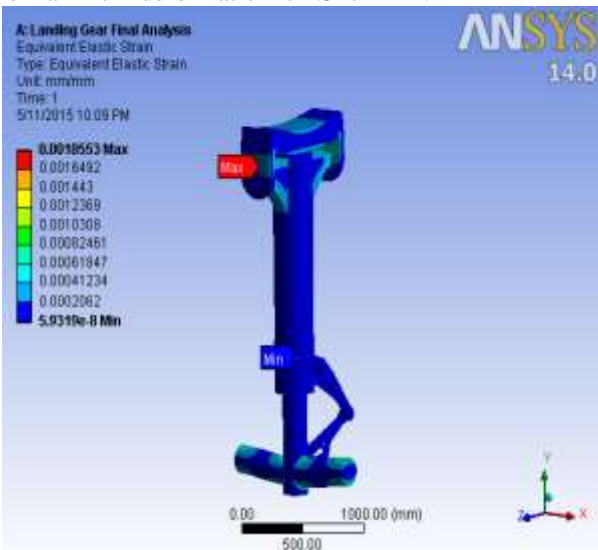 A: Landing Gear Final Analysis
Equivalent Elastic Strain
Type: Equivalent Elastic Strain
Unit: mm/mm
Time: 1
5/11/2015 10:09 PM
ANSYS
14.0
0.0018553 Max
0.0016492
0.001443
0.0012369
0.0010308
0.00082461
0.00061847
0.00041234
0.0002062
5.9319e-8 Min
Max
Min
0.00
1000.00 (mm)
500.00
Y
Z
X